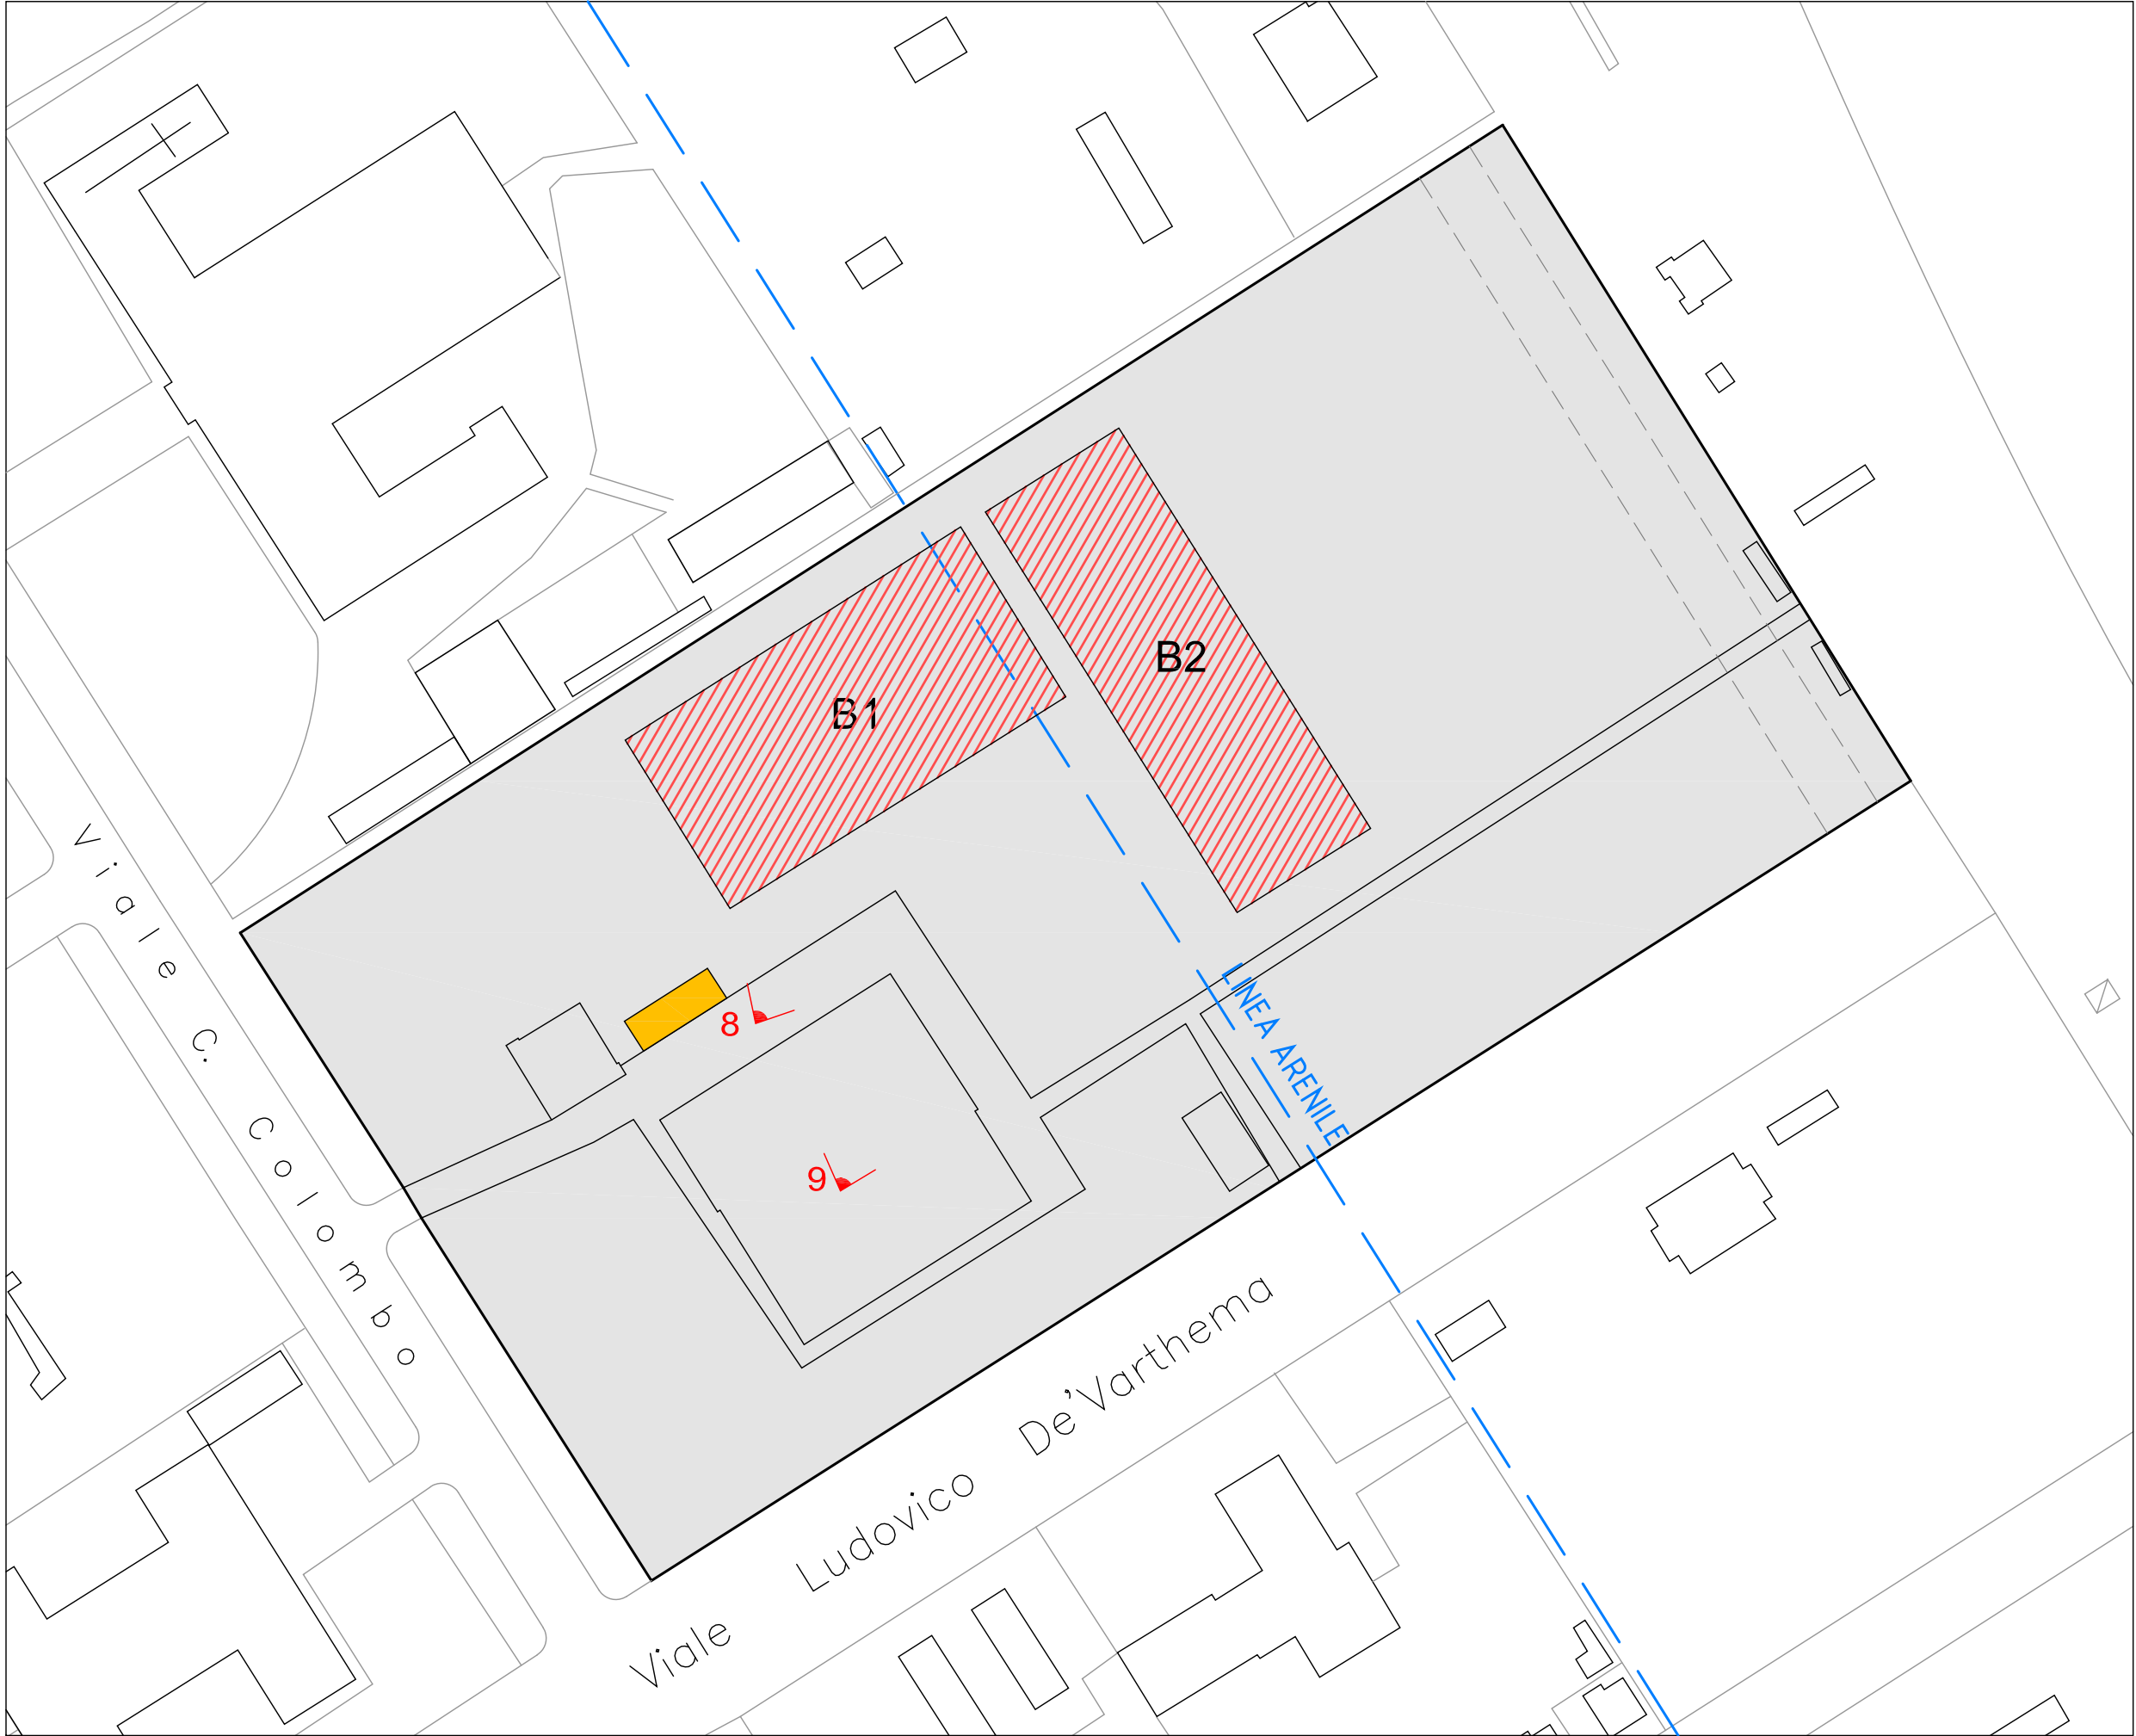 B1
B2
Viale C. Colombo
8
LINEA ARENILE
9
Viale Ludovico De'Varthema